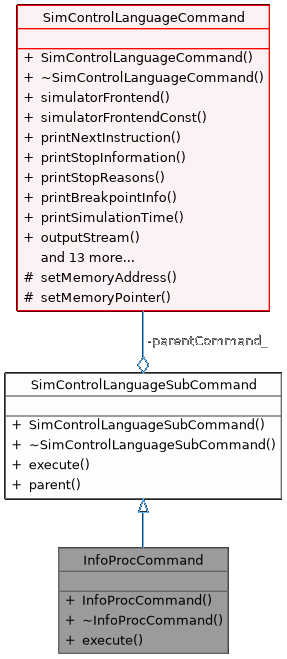 SimControlLanguageCommand
+ SimControlLanguageCommand()
+ ~SimControlLanguageCommand()
+ simulatorFrontend()
+ simulatorFrontendConst()
+ printNextInstruction()
+ printStopInformation()
+ printStopReasons()
+ printBreakpointInfo()
+ printSimulationTime()
+ outputStream()
and 13 more...
# setMemoryAddress()
# setMemoryPointer()
-parentCommand_
SimControlLanguageSubCommand
+ SimControlLanguageSubCommand()
+ ~SimControlLanguageSubCommand()
+ execute()
+ parent()
InfoProcCommand
+ InfoProcCommand()
+ ~InfoProcCommand()
+ execute()